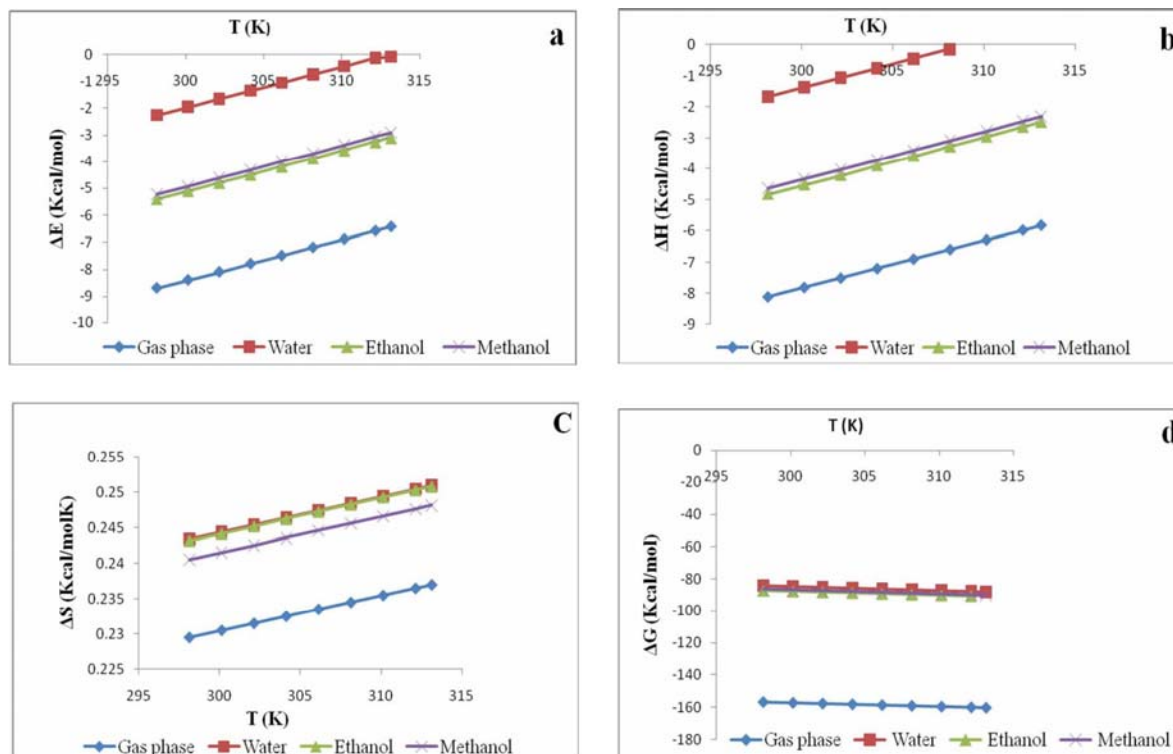 T (K)
a
0
295 300 305 310 315
-1
-2
-3
-4
-5
-6
-7
-8
-9
-10
ΔE (Kcal/mol)
Gas phase Water Ethanol Methanol
T (K)
b
0
295 300 305 310 315
-1
-2
-3
-4
-5
-6
-7
-8
-9
ΔH (Kcal/mol)
Gas phase Water Ethanol Methanol
C
0.255
0.25
0.245
0.24
0.235
0.23
0.225
ΔS (Kcal/molK)
295 300 305 310 315
T (K)
Gas phase Water Ethanol Methanol
T (K)
d
0
295 300 305 310 315
-20
-40
-60
-80
-100
-120
-140
-160
-180
ΔG (Kcal/mol)
Gas phase Water Ethanol Methanol